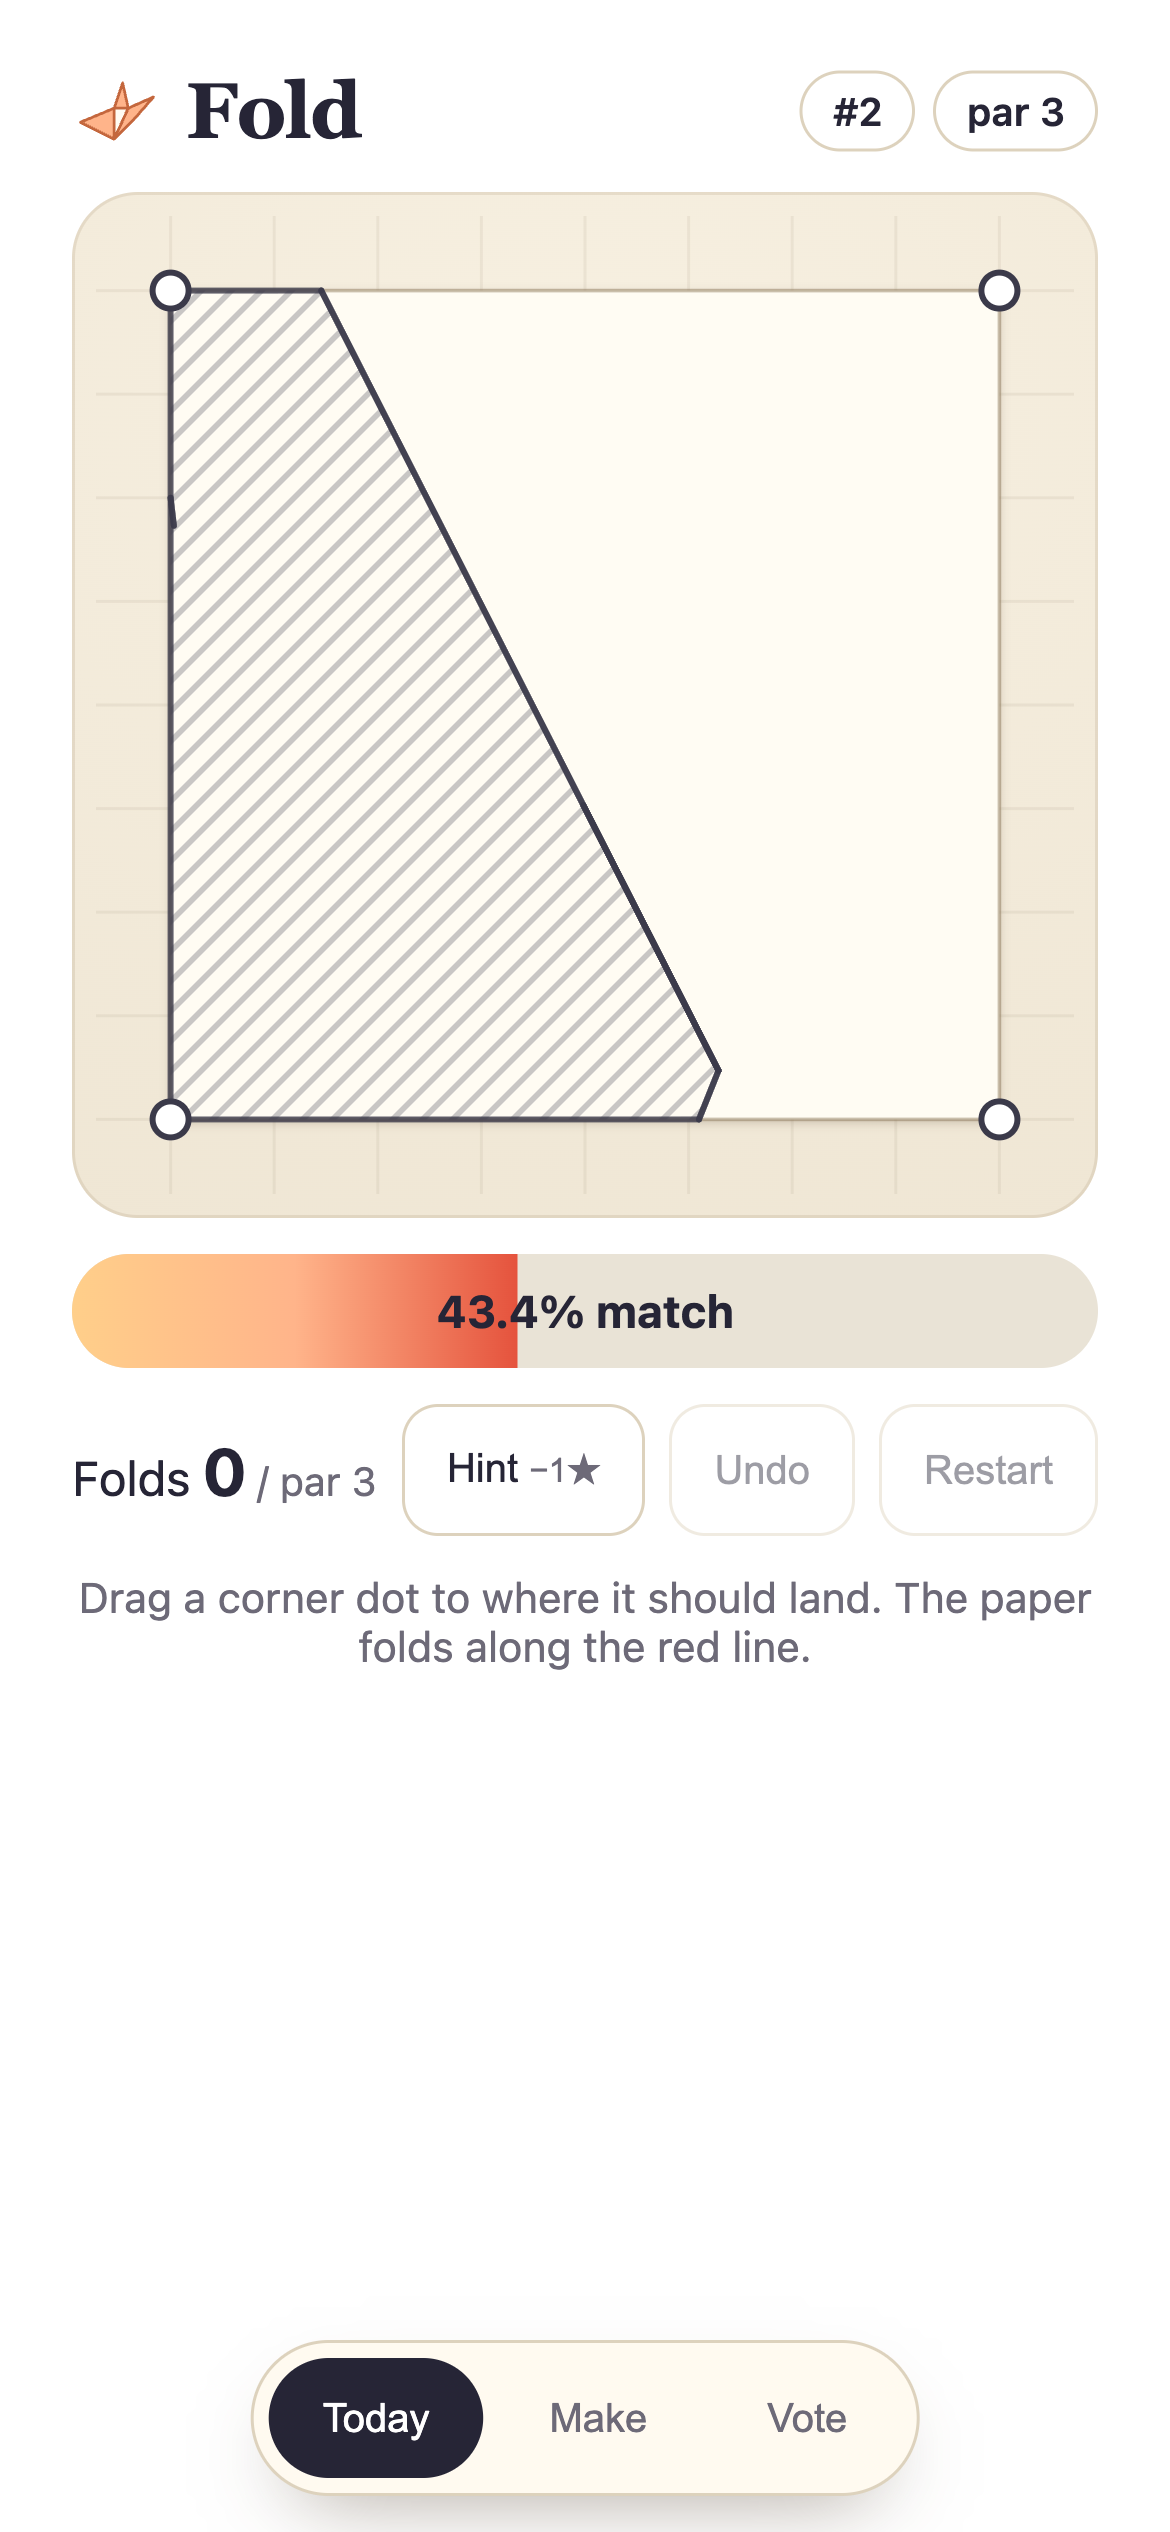 Fold
#2
par 3
43.4% match
Folds 0 / par 3
Hint −1★
Undo
Restart
Drag a corner dot to where it should land. The paper
folds along the red line.
Today
Make
Vote